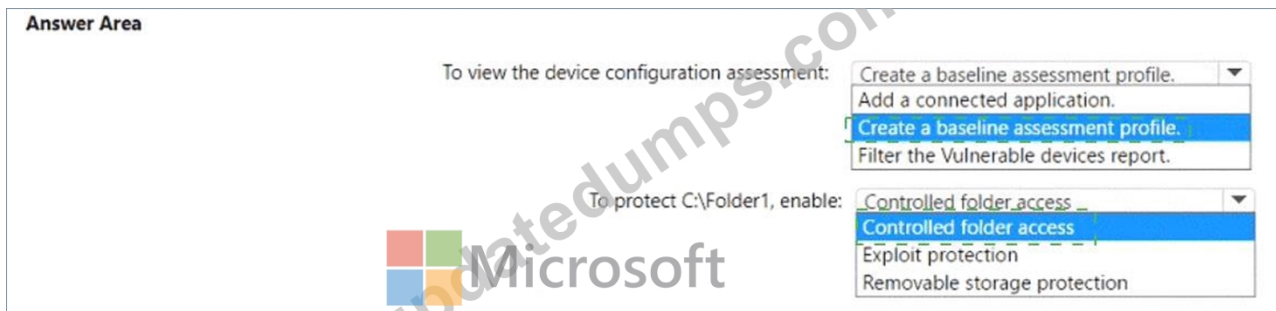 Answer Area
To view the device configuration assessment: Create a baseline assessment profile.
Add a connected application.
Create a baseline assessment profile.
Filter the Vulnerable devices report.
To protect C:\Folder1, enable: Controlled folder access
Controlled folder access
Exploit protection
Removable storage protection
Microsoft
updatedumps.com